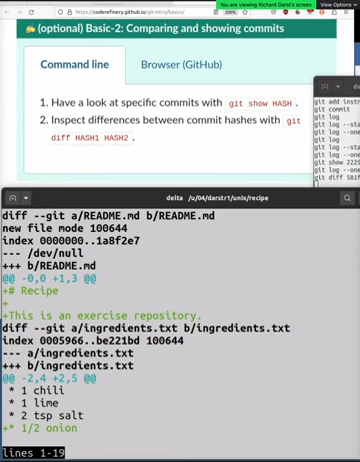 You are viewing Richard Darst's screen
View Options
https://coderefinery.github.io/git-intro/basics/
(optional) Basic-2: Comparing and showing commits
Command line
Browser (GitHub)
1. Have a look at specific commits with git show HASH .
2. Inspect differences between commit hashes with git
diff HASH1 HASH2 .
git add instr
git commit
git log
git log --sta
git log --one
git log
git log --sta
git log --one
git show 2225
git log --one
git diff 581f
delta /u/04/darstr1/unix/recipe
diff --git a/README.md b/README.md
new file mode 100644
index 0000000..1a8f2e7
--- /dev/null
+++ b/README.md
@@ -0,0 +1,3 @@
+# Recipe
+
+This is an exercise repository.
diff --git a/ingredients.txt b/ingredients.txt
index 0005966..be221bd 100644
--- a/ingredients.txt
+++ b/ingredients.txt
@@ -2,4 +2,5 @@
* 1 chili
* 1 lime
* 2 tsp salt
+* 1/2 onion
lines 1-19